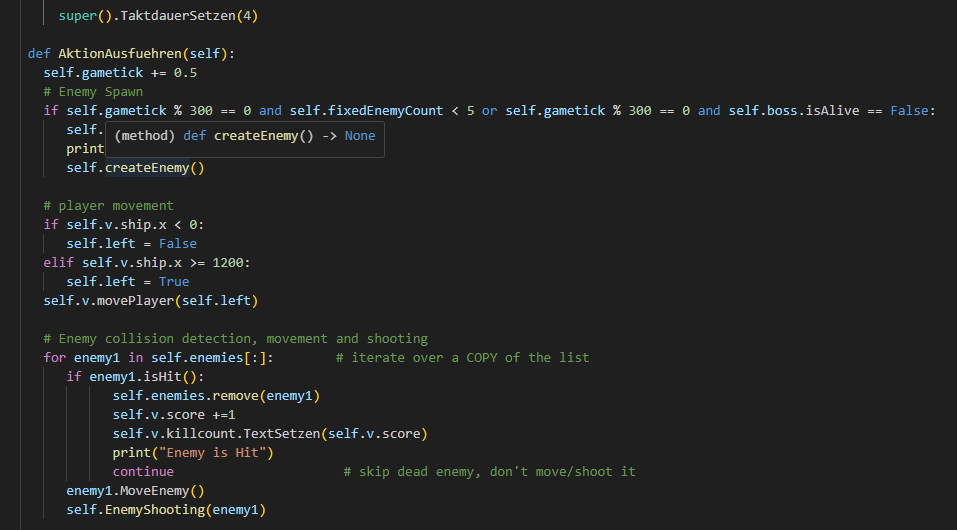 super().TaktdauerSetzen(4)
def AktionAusfuehren(self):
self.gametick += 0.5
# Enemy Spawn
if self.gametick % 300 == 0 and self.fixedEnemyCount < 5 or self.gametick % 300 == 0 and self.boss.isAlive == False:
self.
(method) def createEnemy() -> None
print
self.createEnemy()
# player movement
if self.v.ship.x < 0:
self.left = False
elif self.v.ship.x >= 1200:
self.left = True
self.v.movePlayer(self.left)
# Enemy collision detection, movement and shooting
for enemy1 in self.enemies[:]: # iterate over a COPY of the list
if enemy1.isHit():
self.enemies.remove(enemy1)
self.v.score +=1
self.v.killcount.TextSetzen(self.v.score)
print("Enemy is Hit")
continue # skip dead enemy, don't move/shoot it
enemy1.MoveEnemy()
self.EnemyShooting(enemy1)